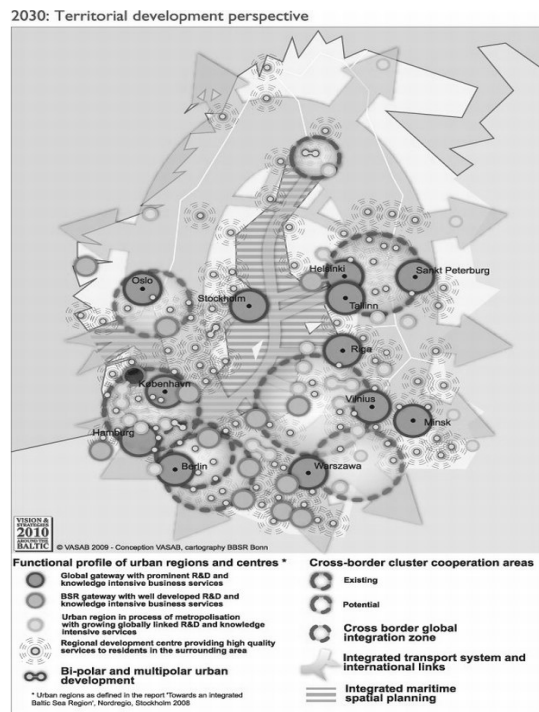 2030: Territorial development perspective
Oslo
Helsinki
Sankt Peterburg
Stockholm
Tallinn
Riga
København
Vilnius
Minsk
Hamburg
Berlin
Warszawa
VISION &
STRATEGIES
2010
AROUND THE
BALTIC
© VASAB 2009 - Conception VASAB, cartography BBSR Bonn
Functional profile of urban regions and centres *
Global gateway with prominent R&D and
knowledge intensive business services
BSR gateway with well developed R&D and
knowledge intensive business services
Urban region in process of metropolisation
with growing globally linked R&D and knowledge
intensive services
Regional development centre providing high quality
services to residents in the surrounding area
Bi-polar and multipolar urban
development
* Urban regions as defined in the report 'Towards an integrated
Baltic Sea Region', Nordregio, Stockholm 2008
Cross-border cluster cooperation areas
Existing
Potential
Cross border global
integration zone
Integrated transport system and
international links
Integrated maritime
spatial planning